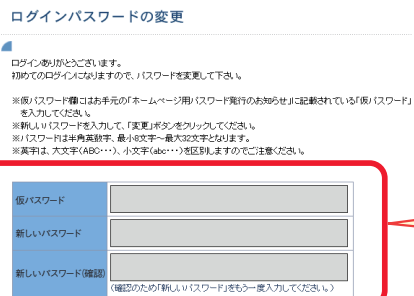 ログインパスワードの変更
ログインありがとうございます。
初めてのログインになりますので、パスワードを変更して下さい。
※仮パスワード欄にはお手元の「ホームページ用パスワード発行のお知らせ」に記載されている「仮パスワード」
を入力してください。
※新しいパスワードを入力して、「変更」ボタンをクリックしてください。
※パスワードは半角英数字、最小8文字～最大32文字となります。
※英字は、大文字(ABC･･･)、小文字(abc･･･)を区別しますのでご注意ください。
仮パスワード
新しいパスワード
新しいパスワード(確認)
(確認のため「新しいパスワード」をもう一度入力してください。)